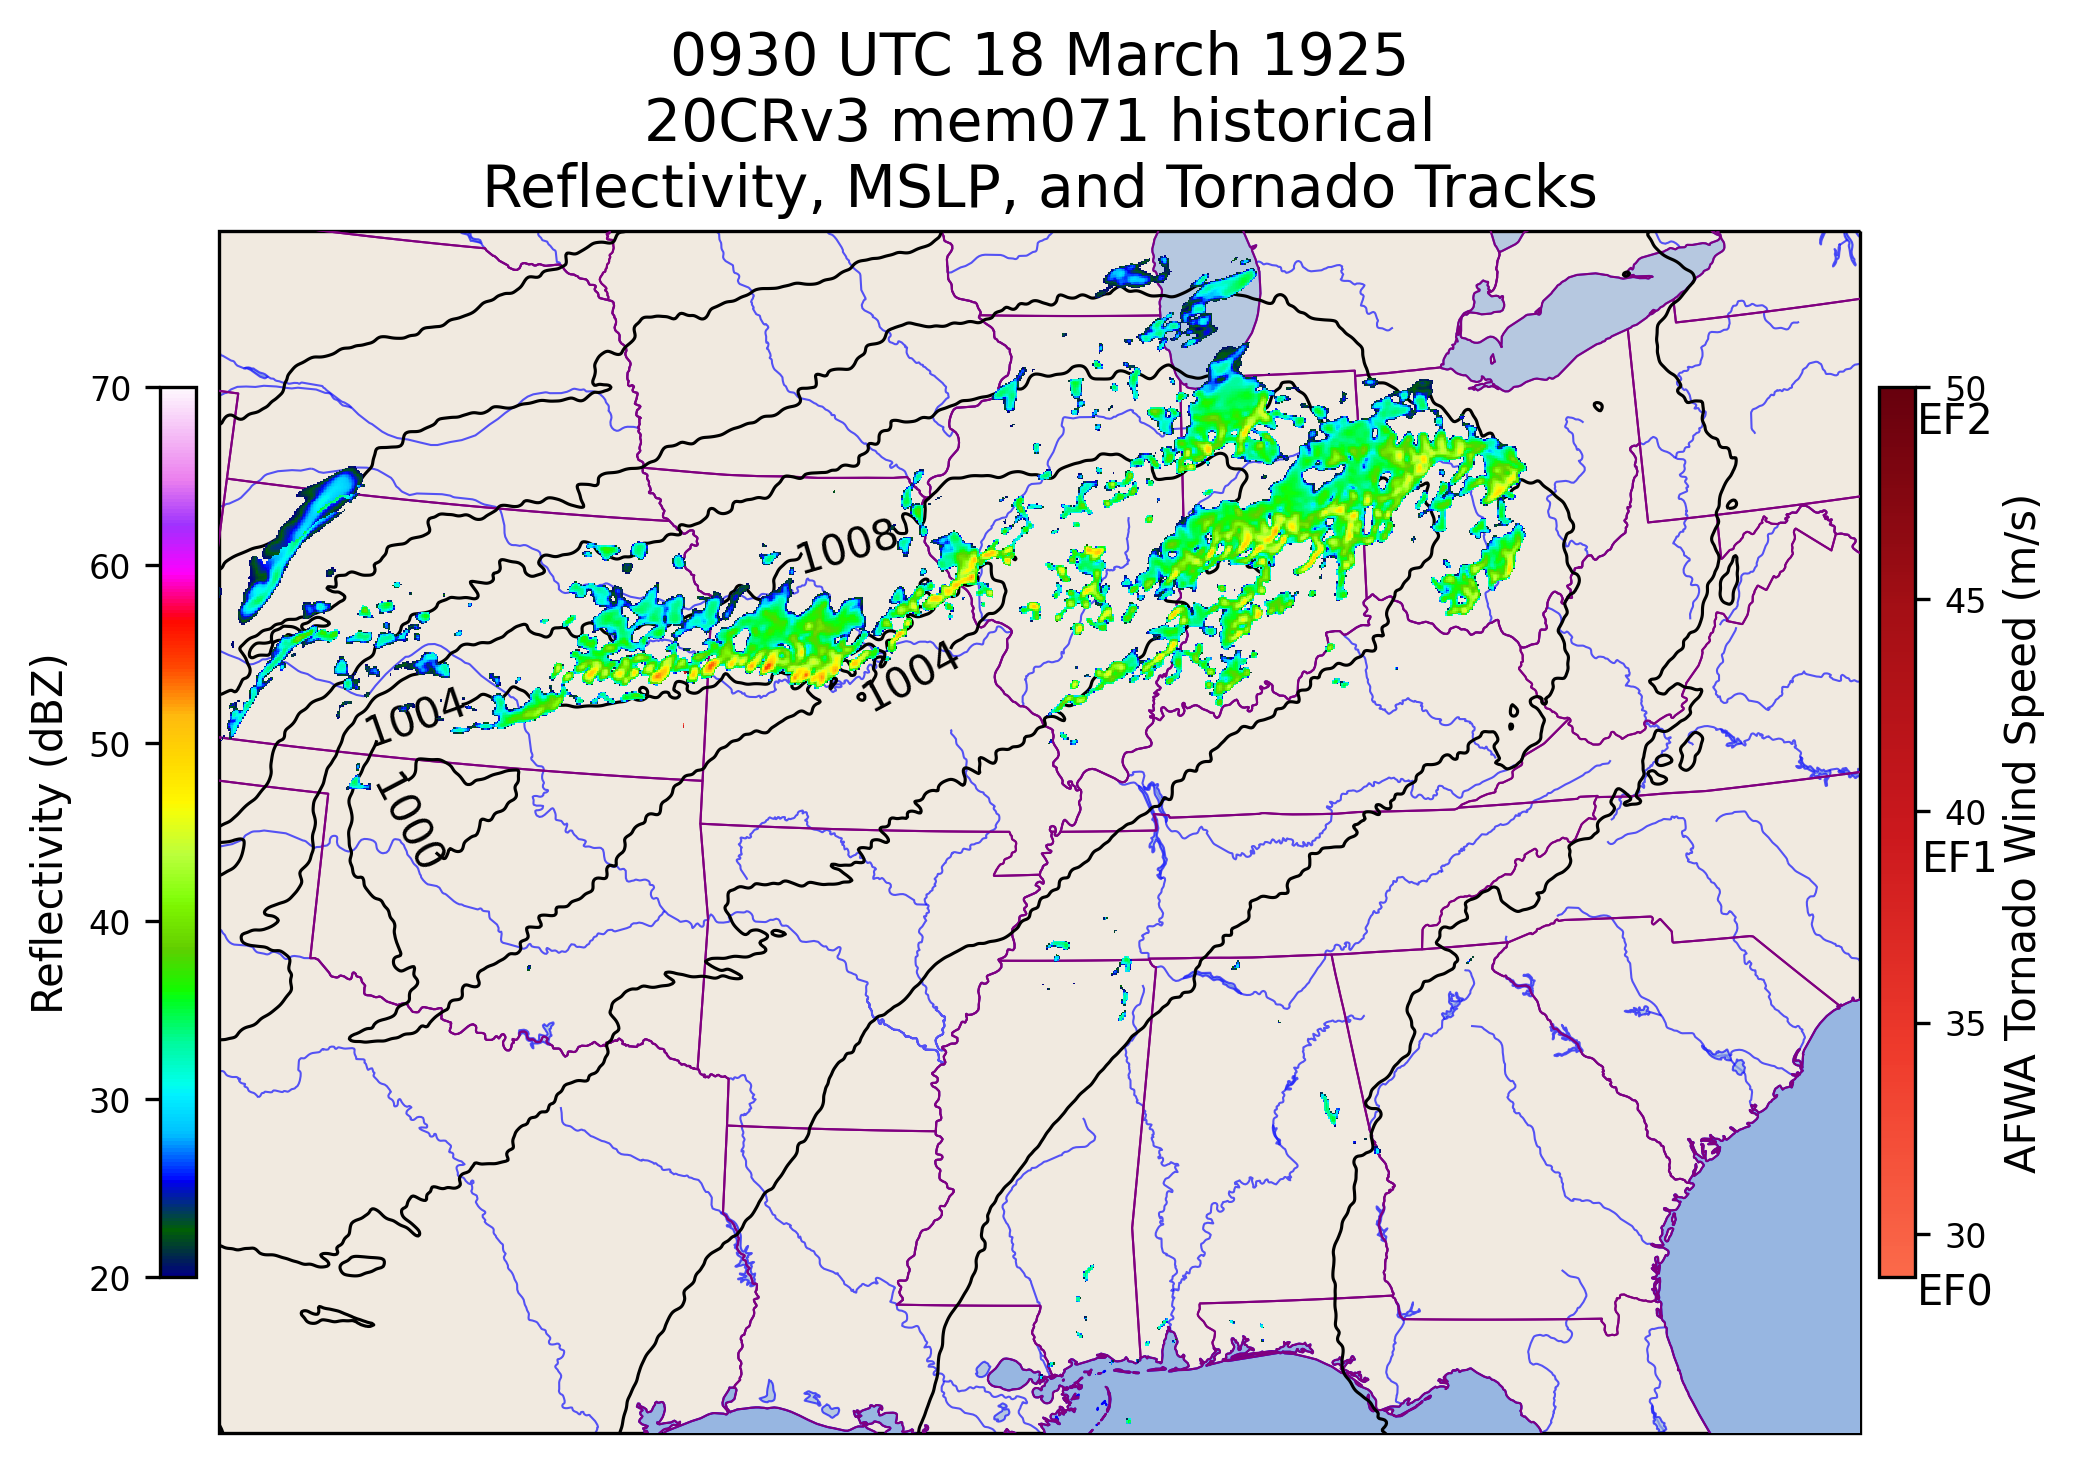 0930 UTC 18 March 1925
20CRv3 mem071 historical
Reflectivity, MSLP, and Tornado Tracks
70
60
50
40
30
20
Reflectivity (dBZ)
1008
1004
1004
1000
50
EF2
45
40
EF1
35
30
EF0
AFWA Tornado Wind Speed (m/s)